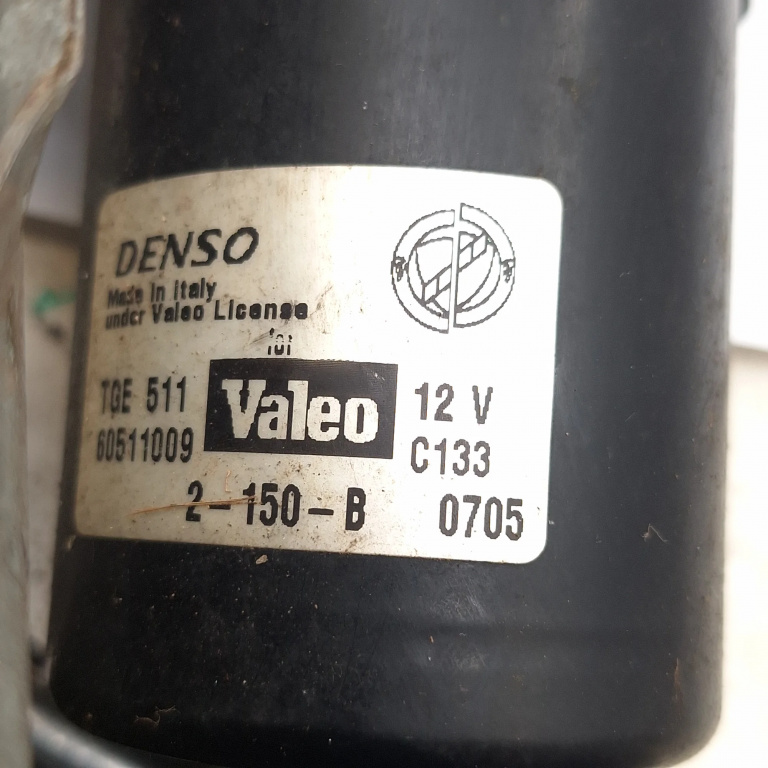 DENSO
Made in Italy
under Valeo License
for
TGE 511 Valeo 12 V
60511009 C133
2-150-B 0705